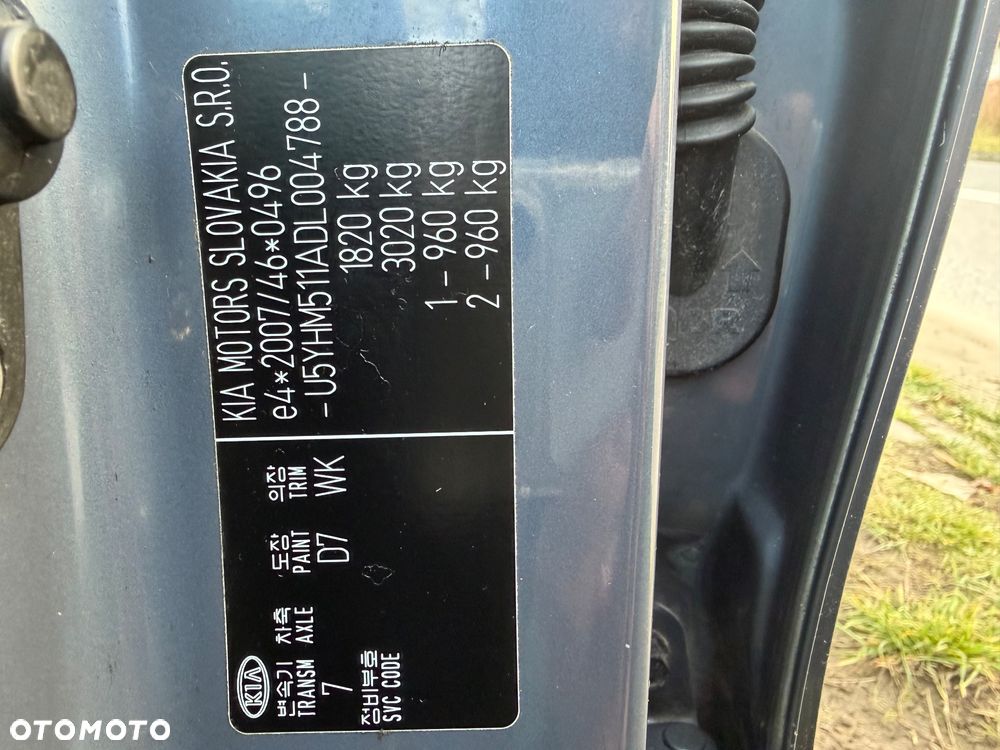 KIA MOTORS SLOVAKIA S.R.O.
e4*2007/46*0496
- U5YHM511ADL004788 -
1820 kg
3020 kg
1 - 960 kg
2 - 960 kg
KIA
변속기 차축 도장 의장
TRANSM AXLE PAINT TRIM
7 D7 WK
정비부호
SVC CODE
OTOMOTO